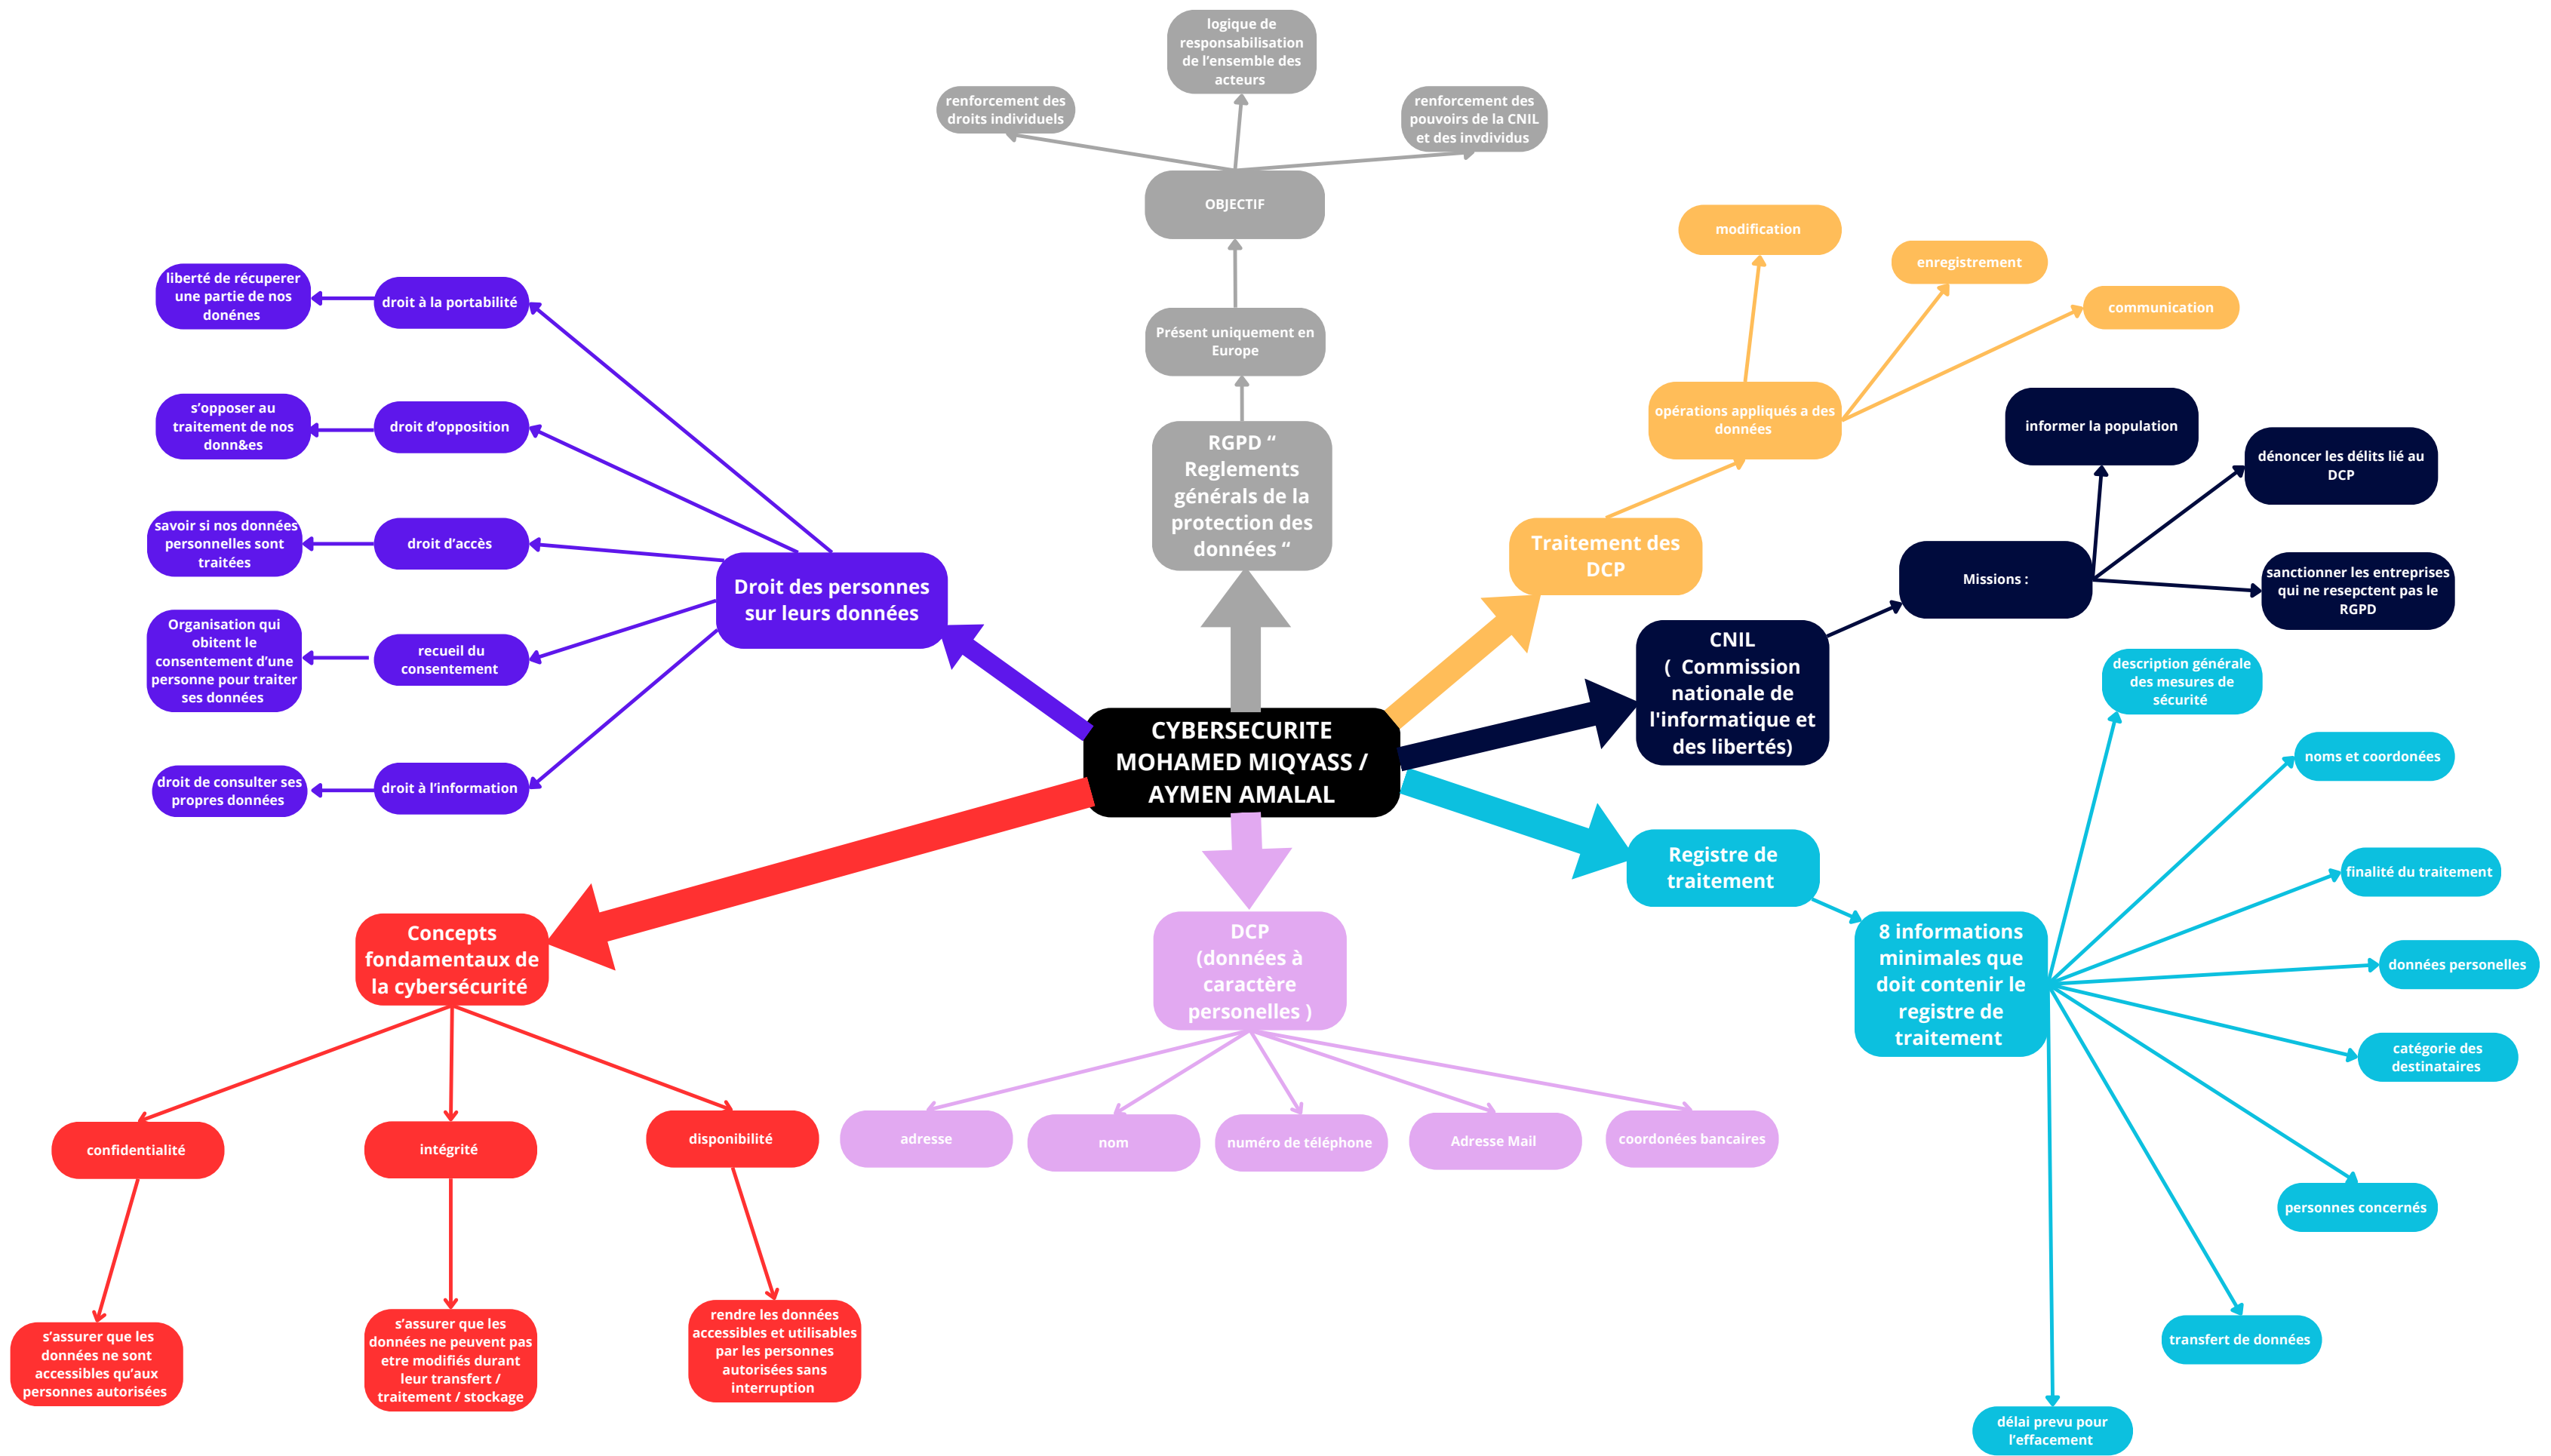 logique de
responsabilisation
de l'ensemble des
acteurs
renforcement des
droits individuels
renforcement des
pouvoirs de la CNIL
et des invdividus
OBJECTIF
Présent uniquement en
Europe
RGPD “
Reglements
générals de la
protection des
données “
modification
enregistrement
communication
opérations appliqués a des
données
Traitement des
DCP
informer la population
dénoncer les délits lié au
DCP
sanctionner les entreprises
qui ne resepctent pas le
RGPD
Missions :
CNIL
( Commission
nationale de
l'informatique et
des libertés)
liberté de récuperer
une partie de nos
donénes
droit à la portabilité
s’opposer au
traitement de nos
donn&es
droit d’opposition
savoir si nos données
personnelles sont
traitées
droit d’accès
Organisation qui
obitent le
consentement d’une
personne pour traiter
ses données
recueil du
consentement
droit de consulter ses
propres données
droit à l’information
Droit des personnes
sur leurs données
CYBERSECURITE
MOHAMED MIQYASS /
AYMEN AMALAL
Registre de
traitement
8 informations
minimales que
doit contenir le
registre de
traitement
description générale
des mesures de
sécurité
noms et coordonées
finalité du traitement
données personelles
catégorie des
destinataires
personnes concernés
transfert de données
délai prevu pour
l’effacement
Concepts
fondamentaux de
la cybersécurité
confidentialité
intégrité
disponibilité
s’assurer que les
données ne sont
accessibles qu’aux
personnes autorisées
s’assurer que les
données ne peuvent pas
etre modifiés durant
leur transfert /
traitement / stockage
rendre les données
accessibles et utilisables
par les personnes
autorisées sans
interruption
DCP
(données à
caractère
personelles )
adresse
nom
numéro de téléphone
Adresse Mail
coordonées bancaires